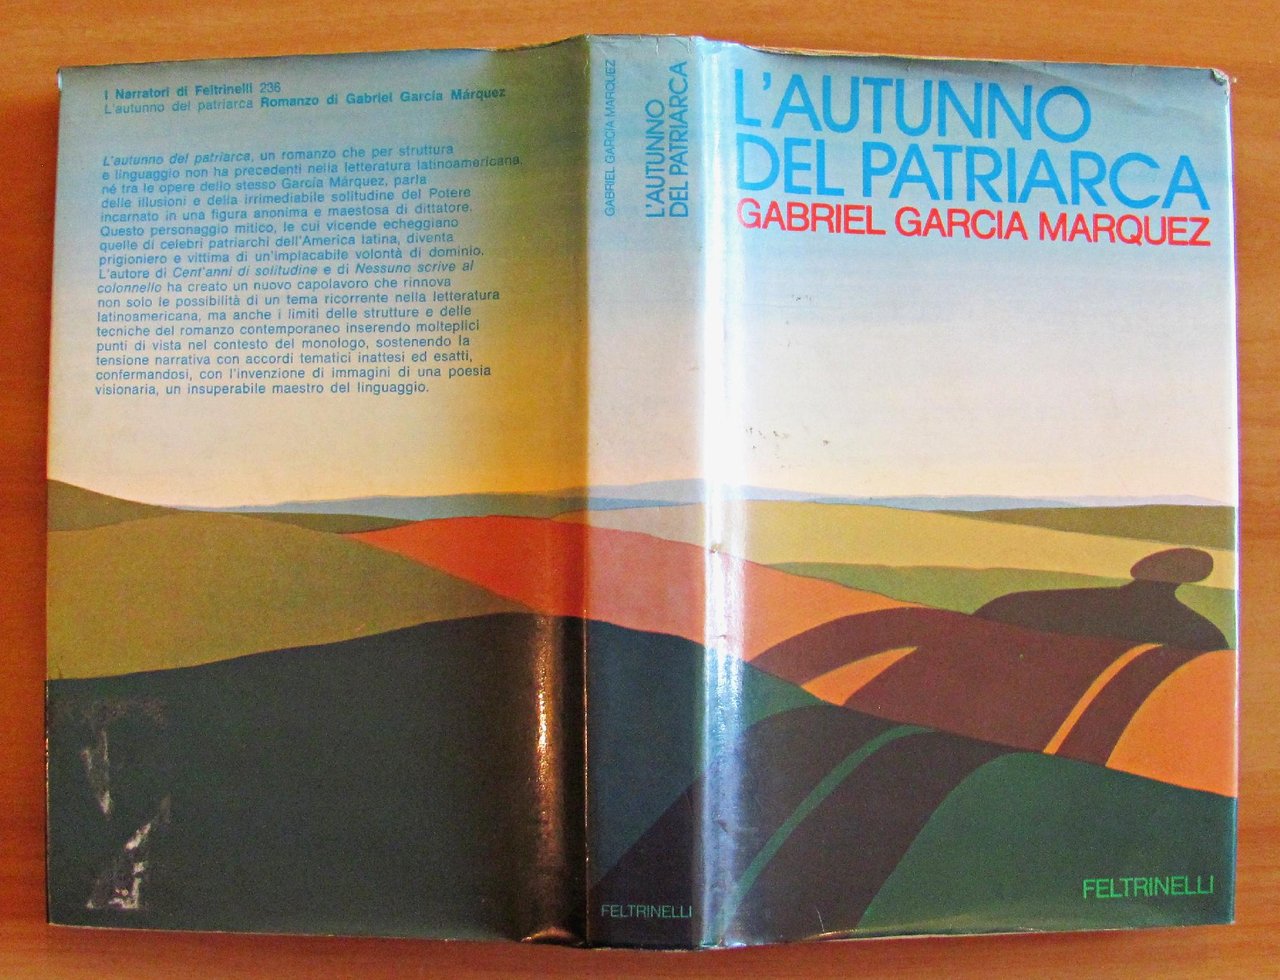 I Narratori di Feltrinelli 236
L'autunno del patriarca Romanzo di Gabriel García Márquez
L'autunno del patriarca, un romanzo che per struttura
e linguaggio non ha precedenti nella letteratura latinoamericana,
né tra le opere dello stesso García Márquez, parla
delle illusioni e della irrimediabile solitudine del Potere
incarnato in una figura anonima e maestosa di dittatore.
Questo personaggio mitico, le cui vicende echeggiano
quelle di celebri patriarchi dell'America latina, diventa
prigioniero e vittima di un'implacabile volontà di dominio.
L'autore di Cent'anni di solitudine e di Nessuno scrive al
colonnello ha creato un nuovo capolavoro che rinnova
non solo le possibilità di un tema ricorrente nella letteratura
latinoamericana, ma anche i limiti delle strutture e delle
tecniche del romanzo contemporaneo inserendo molteplici
punti di vista nel contesto del monologo, sostenendo la
tensione narrativa con accordi tematici inattesi ed esatti,
confermandosi, con l'invenzione di immagini di una poesia
visionaria, un insuperabile maestro del linguaggio.
GABRIEL GARCIA MARQUEZ
L'AUTUNNO
DEL PATRIARCA
FELTRINELLI
L'AUTUNNO
DEL PATRIARCA
GABRIEL GARCIA MARQUEZ
FELTRINELLI